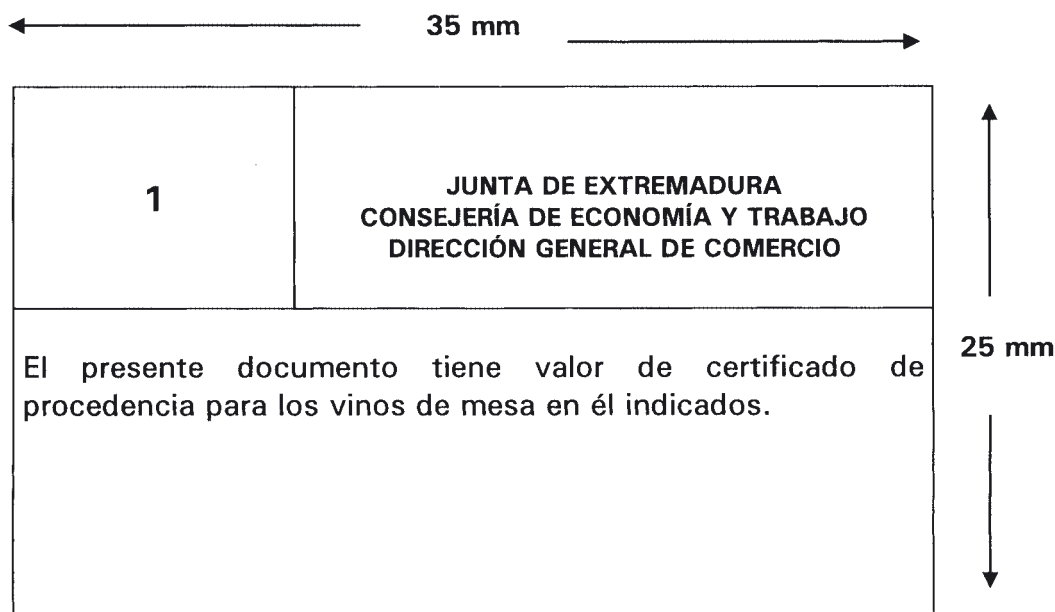 35 mm
1
JUNTA DE EXTREMADURA
CONSEJERÍA DE ECONOMÍA Y TRABAJO
DIRECCIÓN GENERAL DE COMERCIO
25 mm
El presente documento tiene valor de certificado de
procedencia para los vinos de mesa en él indicados.